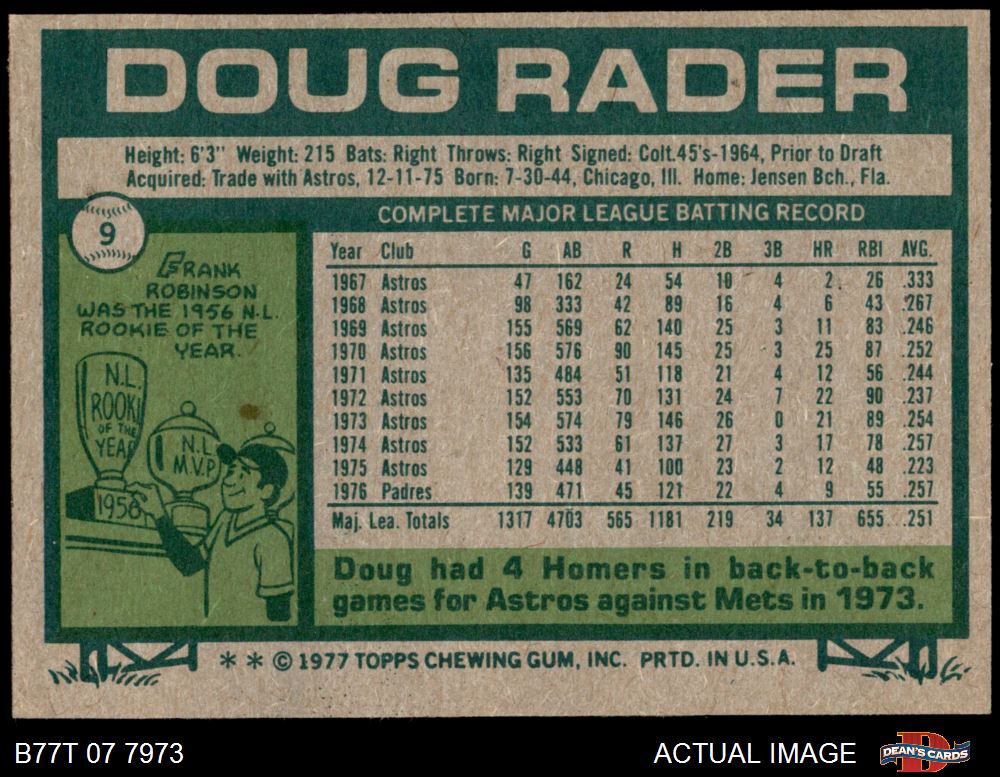 DOUG RADER
Height: 6'3" Weight: 215 Bats: Right Throws: Right Signed: Colt.45's-1964, Prior to Draft
Acquired: Trade with Astros, 12-11-75 Born: 7-30-44, Chicago, Ill. Home: Jensen Bch., Fla.
9
FRANK
ROBINSON
WAS THE 1956 N.L.
ROOKIE OF THE
YEAR.
N.L.
ROOKI
OF THE
YEAR
1956
N.L.
M.V.P
COMPLETE MAJOR LEAGUE BATTING RECORD
Year Club G AB R H 2B 3B HR RBI AVG.
1967 Astros 47 162 24 54 10 4 2 26 .333
1968 Astros 98 333 42 89 16 4 6 43 .267
1969 Astros 155 569 62 140 25 3 11 83 .246
1970 Astros 156 576 90 145 25 3 25 87 .252
1971 Astros 135 484 51 118 21 4 12 56 .244
1972 Astros 152 553 70 131 24 7 22 90 .237
1973 Astros 154 574 79 146 26 0 21 89 .254
1974 Astros 152 533 61 137 27 3 17 78 .257
1975 Astros 129 448 41 100 23 2 12 48 .223
1976 Padres 139 471 45 121 22 4 9 55 .257
Maj. Lea. Totals 1317 4703 565 1181 219 34 137 655 .251
Doug had 4 Homers in back-to-back
games for Astros against Mets in 1973.
* * © 1977 TOPPS CHEWING GUM, INC. PRTD. IN U.S.A.
B77T 07 7973
ACTUAL IMAGE
DEAN'S CARDS